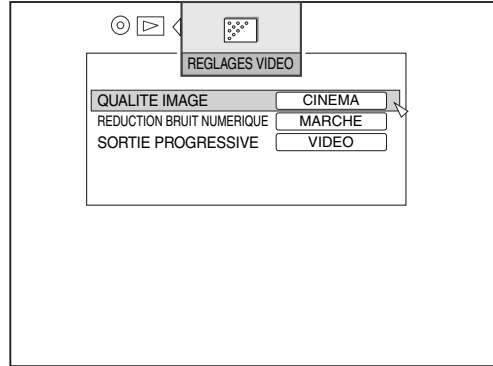 REGLAGES VIDEO
QUALITE IMAGE CINEMA
REDUCTION BRUIT NUMERIQUE MARCHE
SORTIE PROGRESSIVE VIDEO